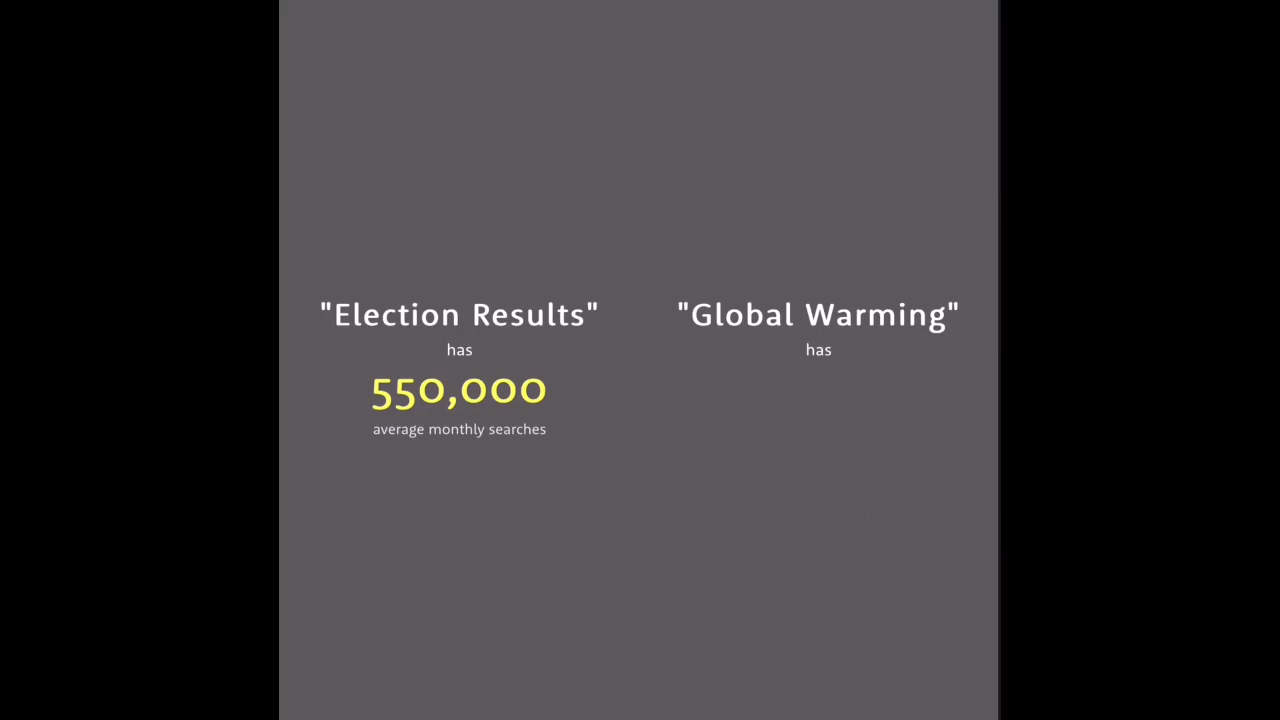 "Election Results"
has
550,000
average monthly searches
"Global Warming"
has